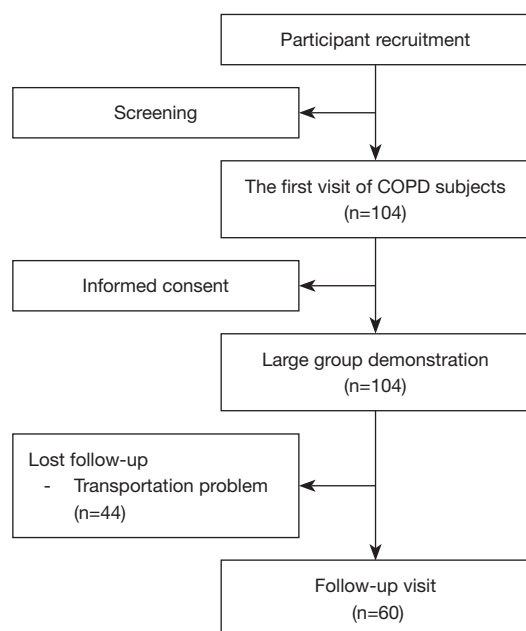 Participant recruitment
Screening
The first visit of COPD subjects
(n=104)
Informed consent
Large group demonstration
(n=104)
Lost follow-up
- Transportation problem
(n=44)
Follow-up visit
(n=60)